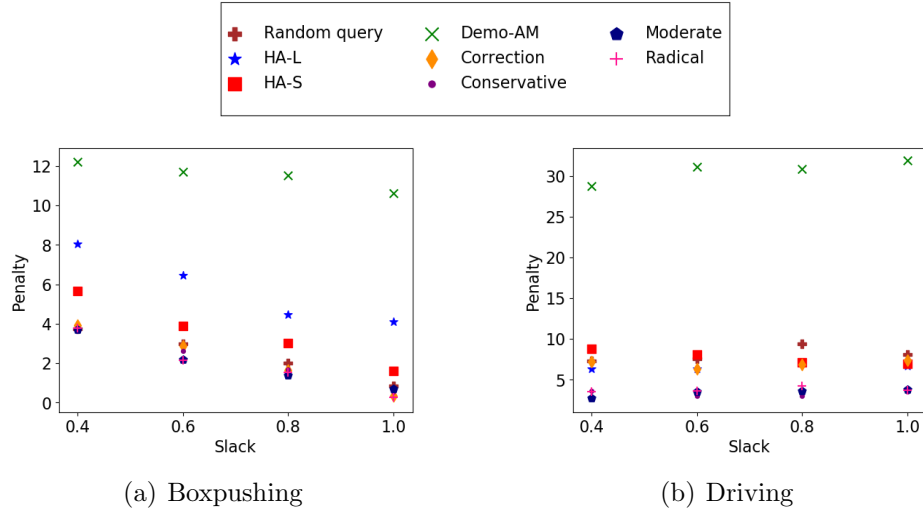 Random query
HA-L
HA-S
Demo-AM
Correction
Conservative
Moderate
Radical
12
10
8
6
4
2
0
Penalty
0.4 0.6 0.8 1.0
Slack
(a) Boxpushing
30
25
20
15
10
5
Penalty
0.4 0.6 0.8 1.0
Slack
(b) Driving